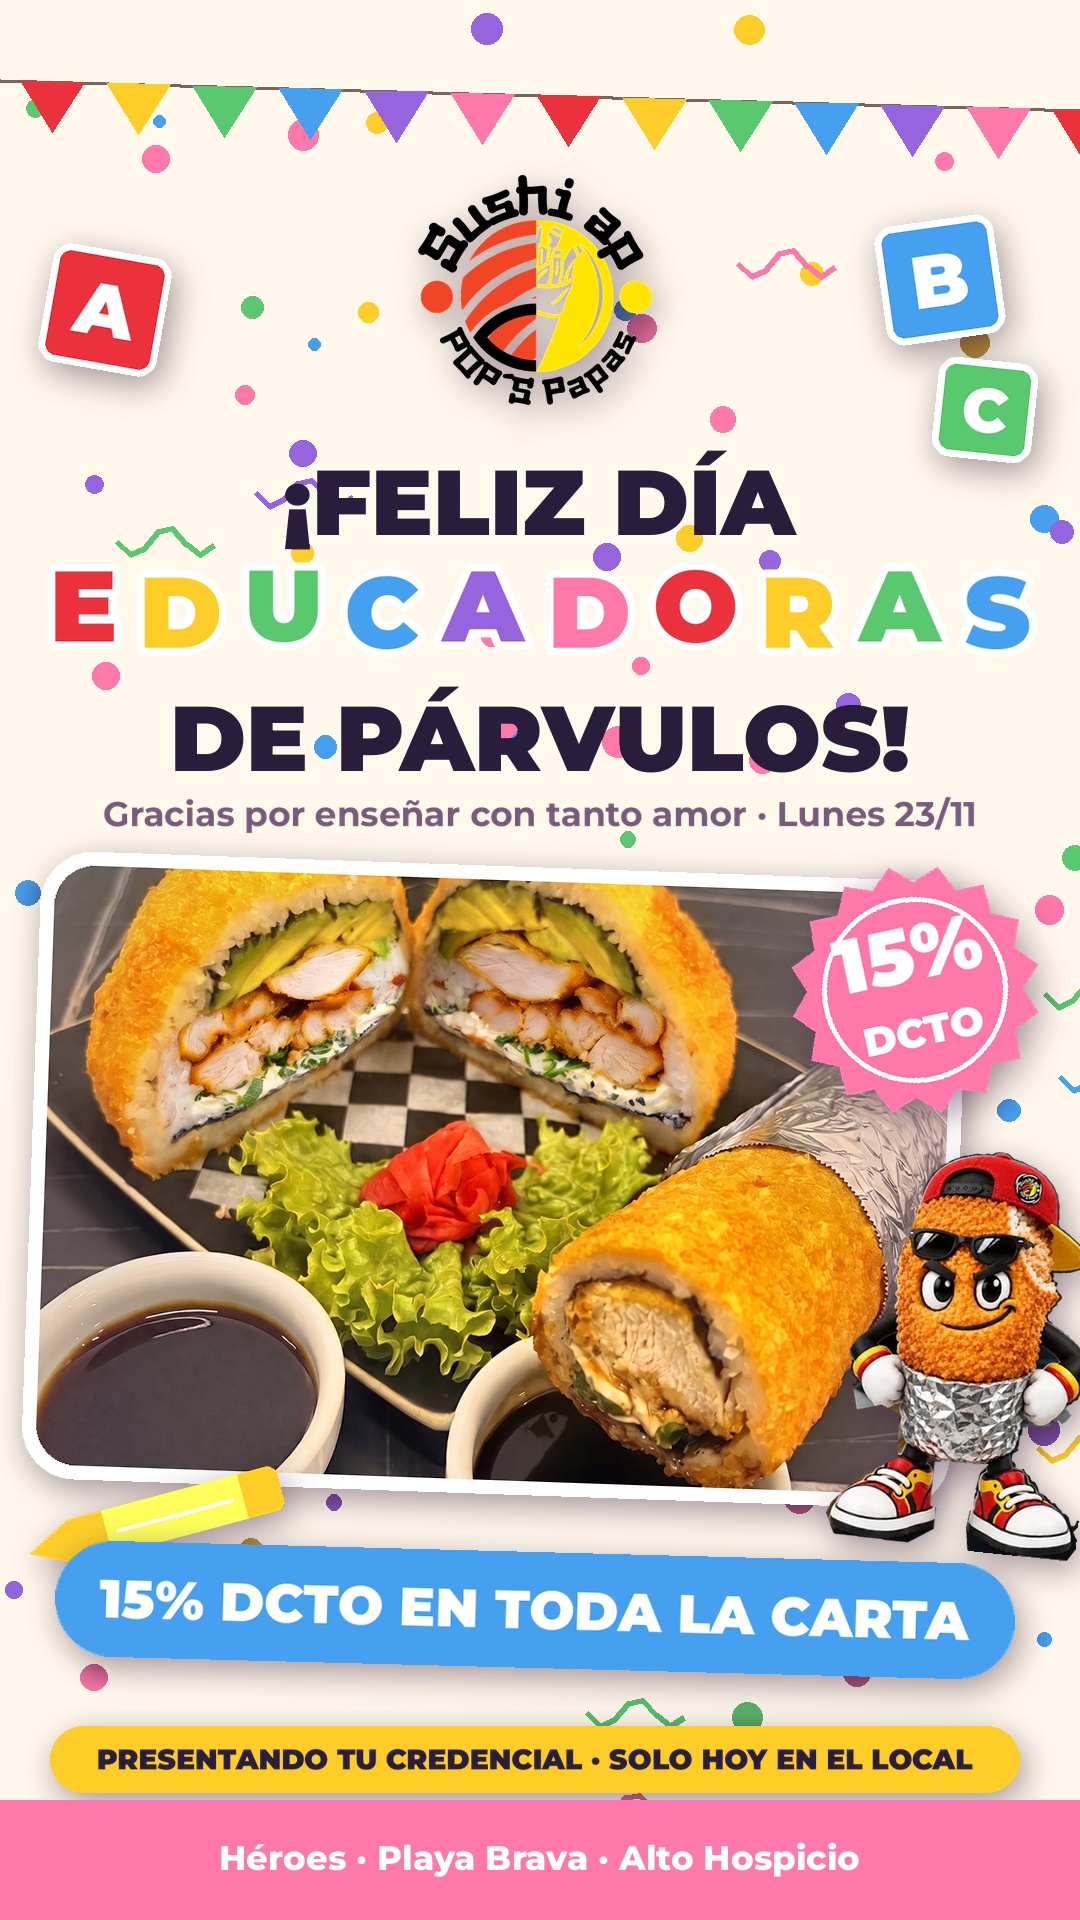 Sushi ap
POP'S Papas
A
B
C
¡FELIZ DÍA
EDUCADORAS
DE PÁRVULOS!
Gracias por enseñar con tanto amor · Lunes 23/11
15%
DCTO
15% DCTO EN TODA LA CARTA
PRESENTANDO TU CREDENCIAL · SOLO HOY EN EL LOCAL
Héroes · Playa Brava · Alto Hospicio